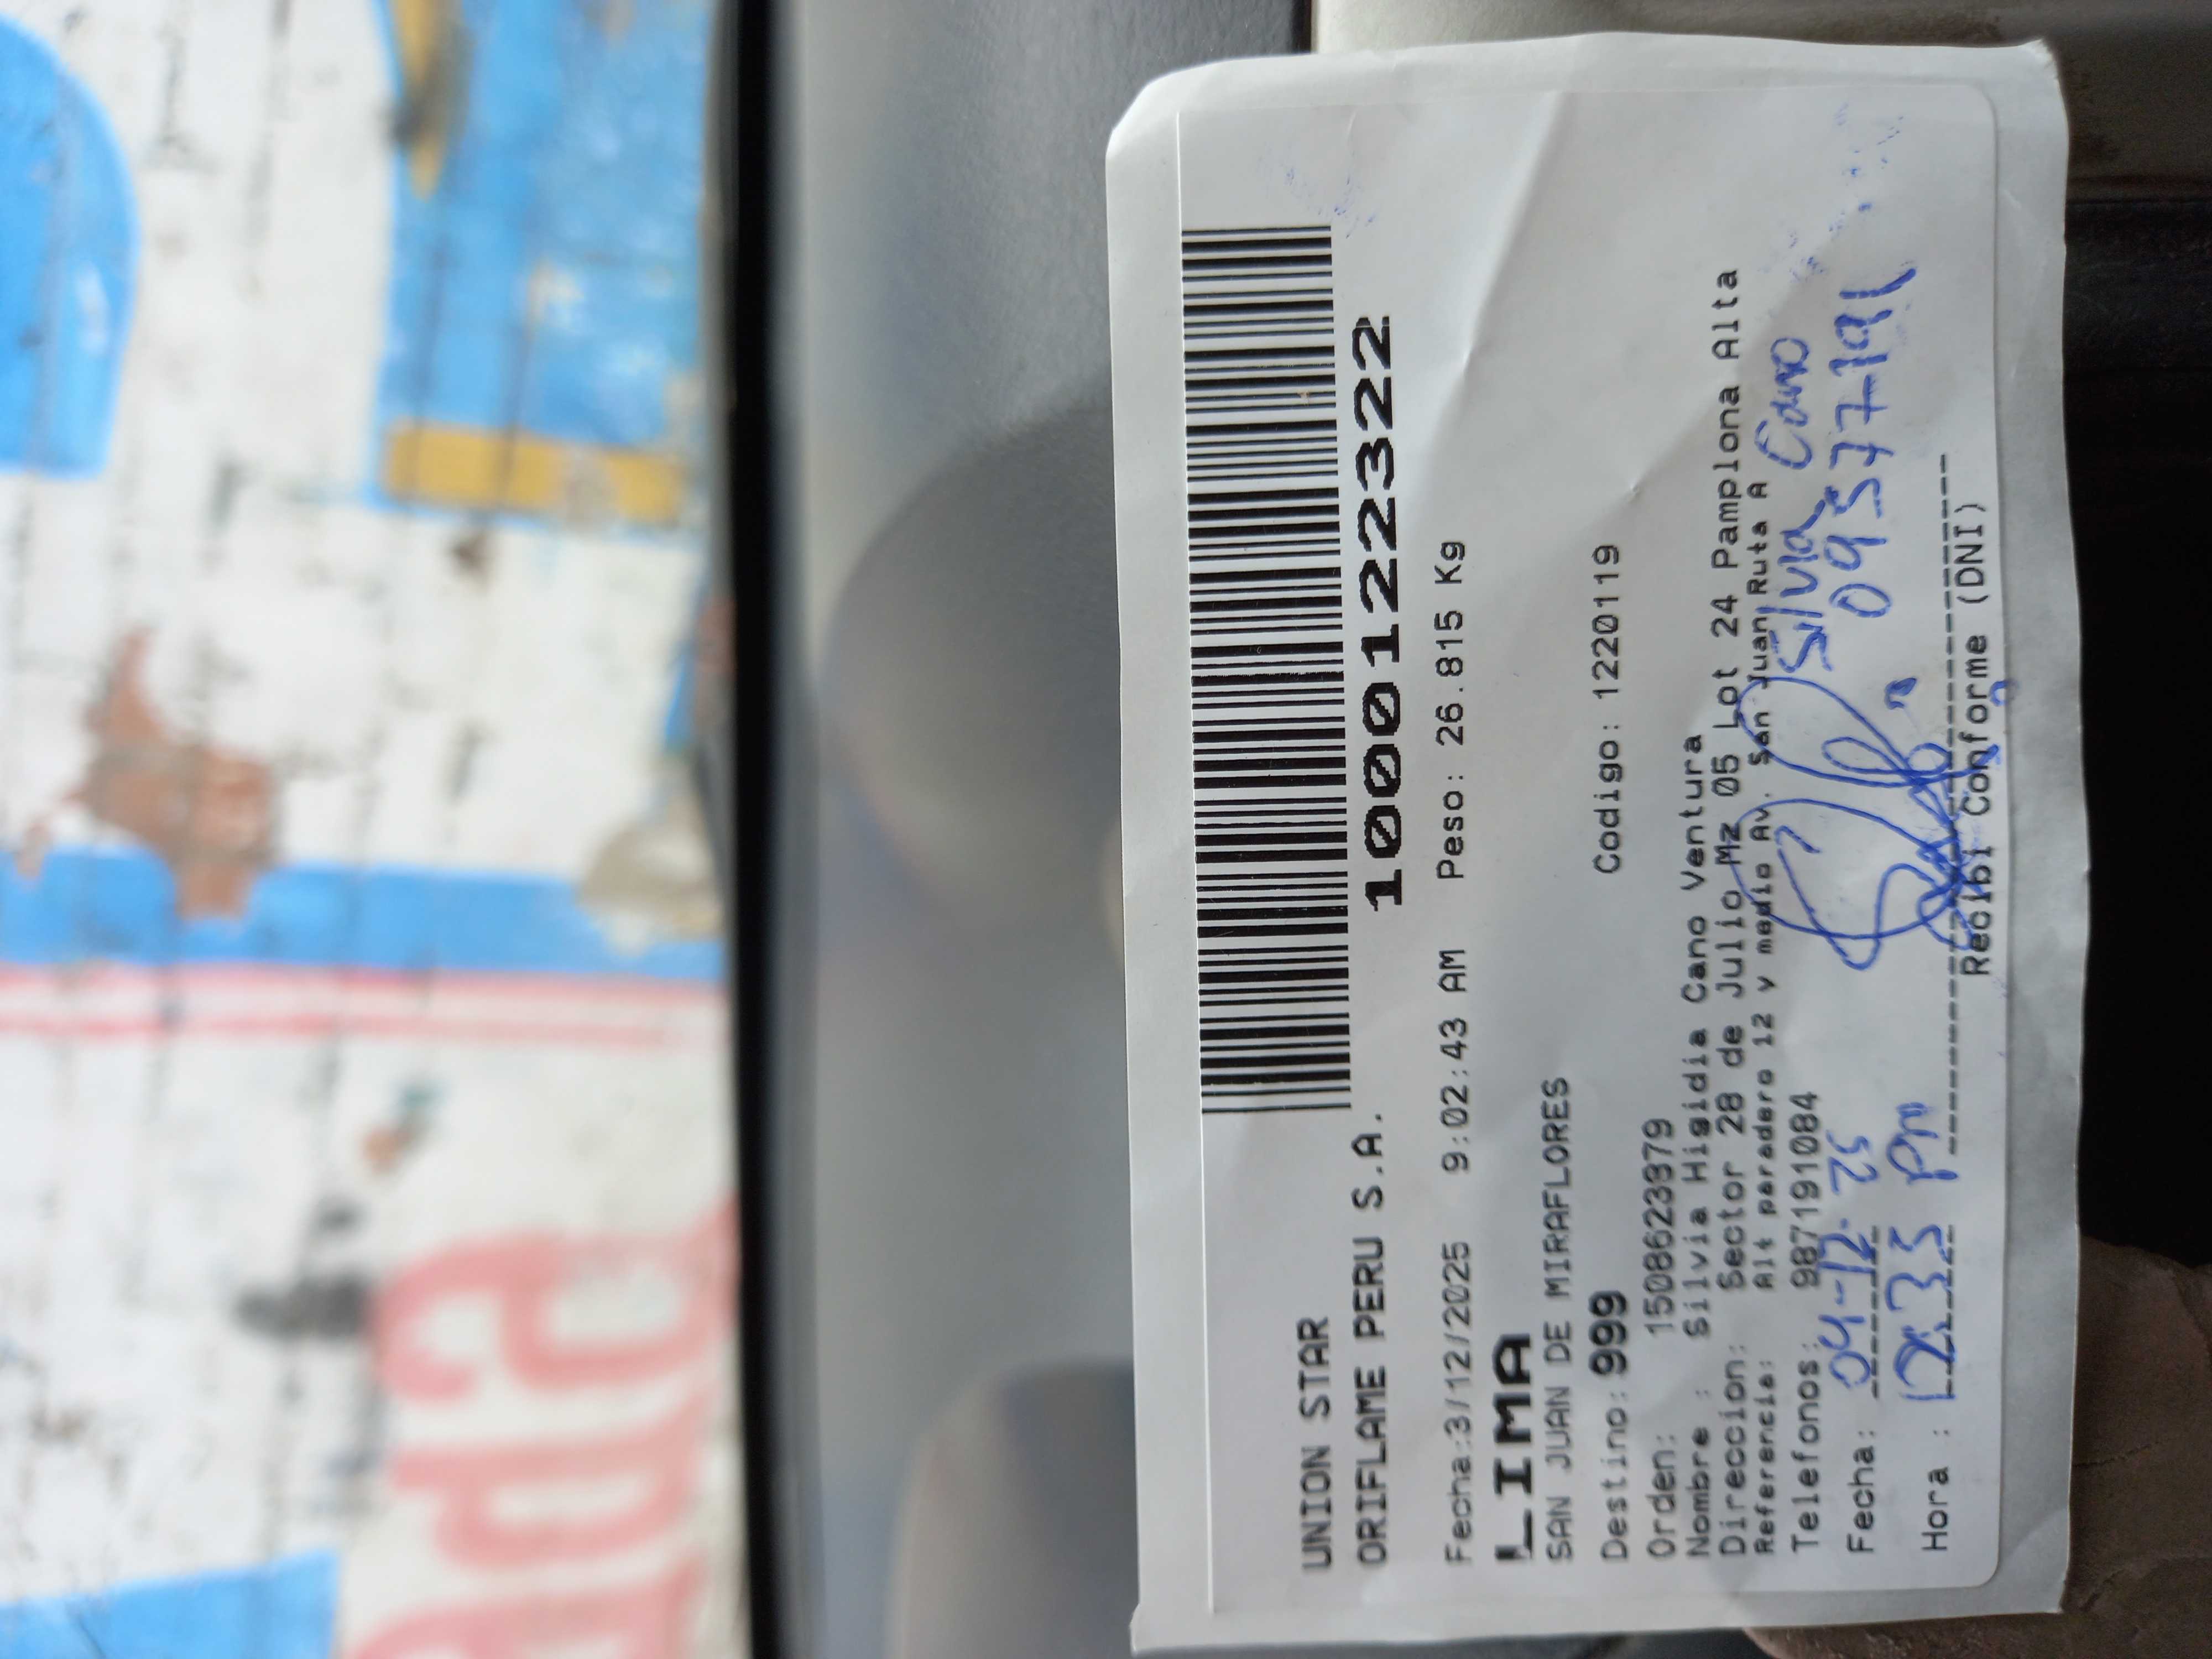 UNION STAR
ORIFLAME PERU S.A.
1000122322
Fecha:3/12/2025 9:02:43 AM Peso: 26.815 Kg
LIMA
SAN JUAN DE MIRAFLORES
Destino: 999 Codigo: 1220119
Orden: 1508623879
Nombre : Silvia Higidia Cano Ventura
Direccion: Sector 28 de Julio Mz 05 Lot 24 Pamplona Alta
Referencia: Alt paradero 12 y medio Av. San Juan Ruta A
Telefonos: 987191084
Silvia Cano
Fecha: 04-12-25
Hora : 12:35 pm
Recibi Conforme (DNI)